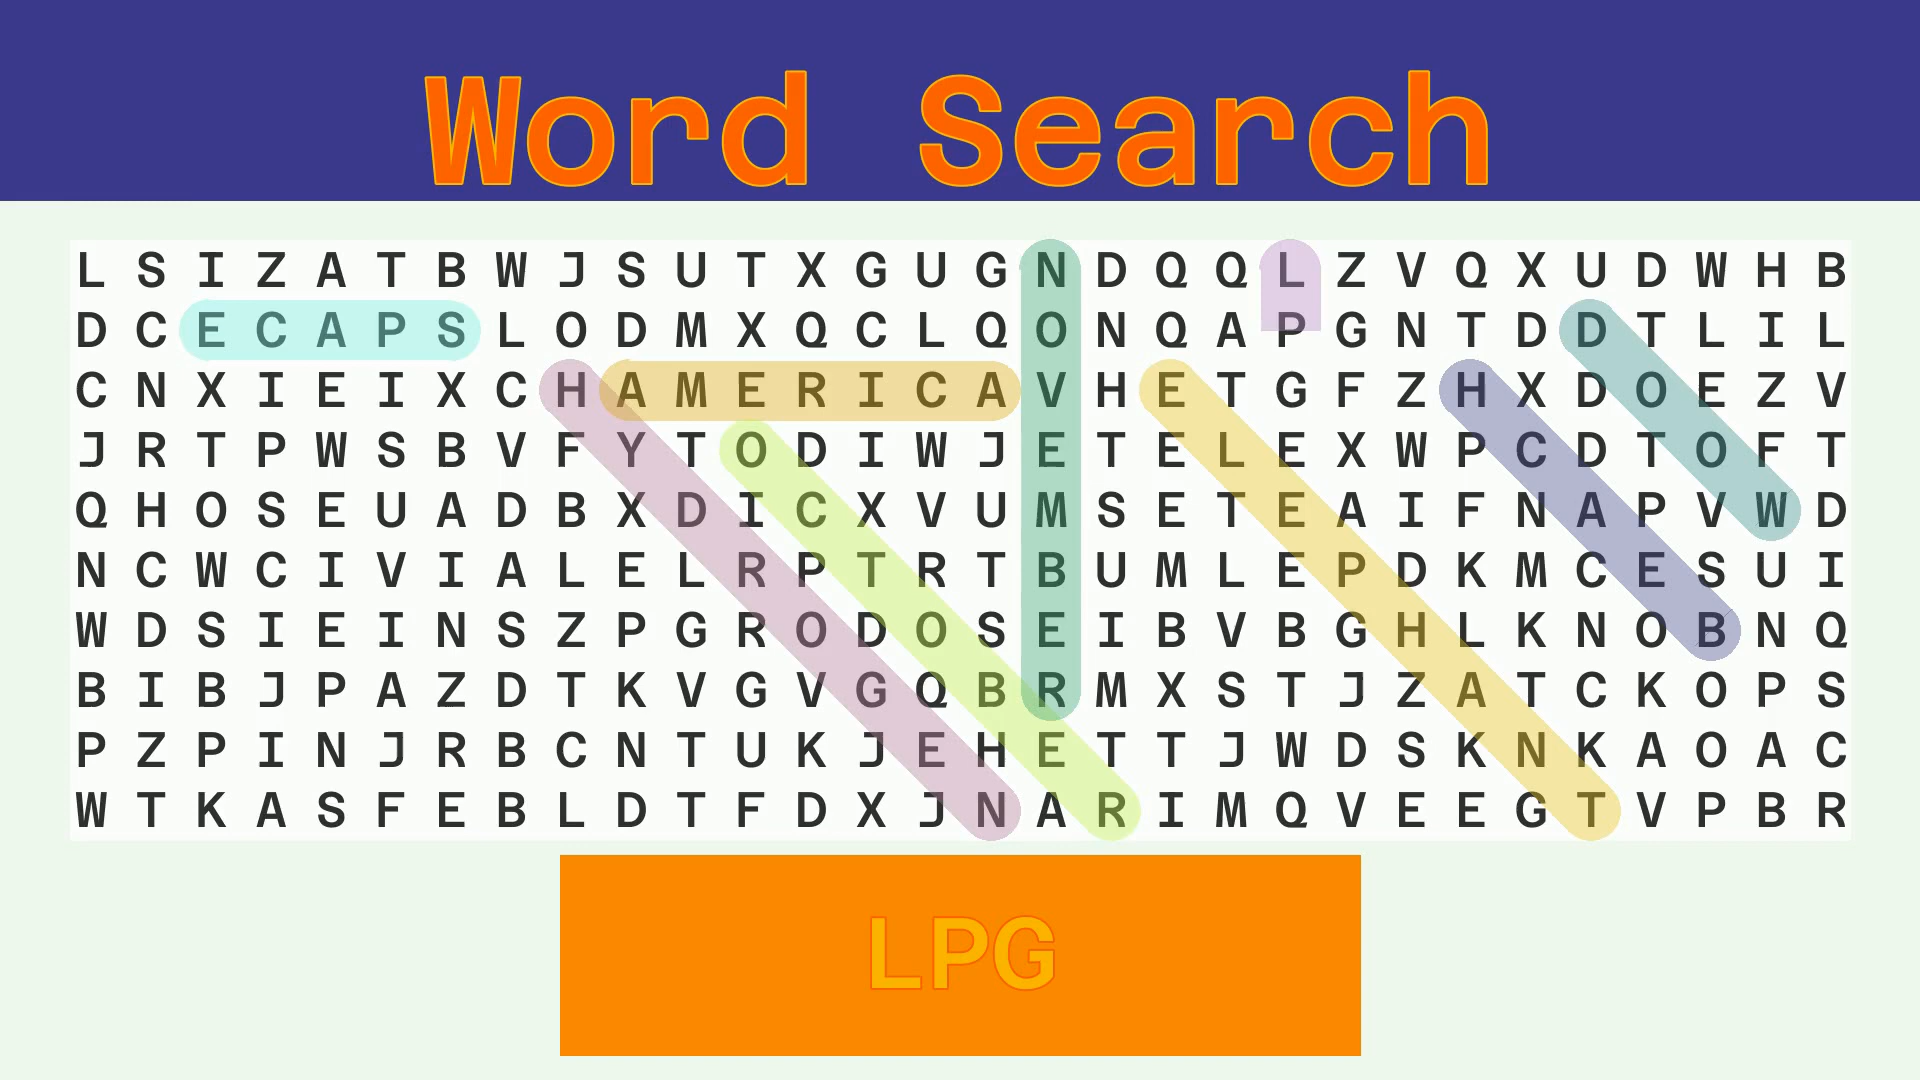 Word Search
L S I Z A T B W J S U T X G U G N D Q Q L Z V Q X U D W H B
D C E C A P S L O D M X Q C L Q O N Q A P G N T D D T L I L
C N X I E I X C H A M E R I C A V H E T G F Z H X D O E Z V
J R T P W S B V F Y T O D I W J E T E L E X W P C D T O F T
Q H O S E U A D B X D I C X V U M S E T E A I F N A P V W D
N C W C I V I A L E L R P T R T B U M L E P D K M C E S U I
W D S I E I N S Z P G R O D O S E I B V B G H L K N O B N Q
B I B J P A Z D T K V G V G Q B R M X S T J Z A T C K O P S
P Z P I N J R B C N T U K J E H E T T J W D S K N K A O A C
W T K A S F E B L D T F D X J N A R I M Q V E E G T V P B R
LPG